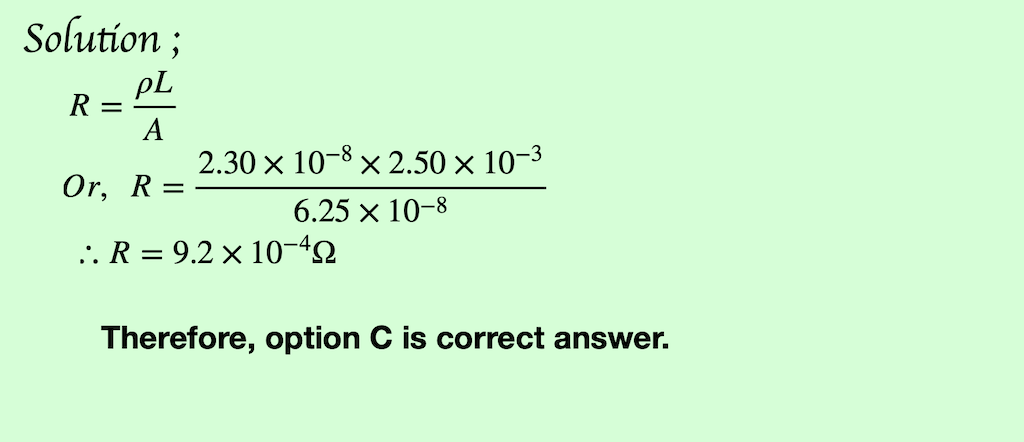 Solution ;
R = ρL / A
Or, R = 2.30 × 10⁻⁸ × 2.50 × 10⁻³ / 6.25 × 10⁻⁸
∴ R = 9.2 × 10⁻⁴Ω
Therefore, option C is correct answer.